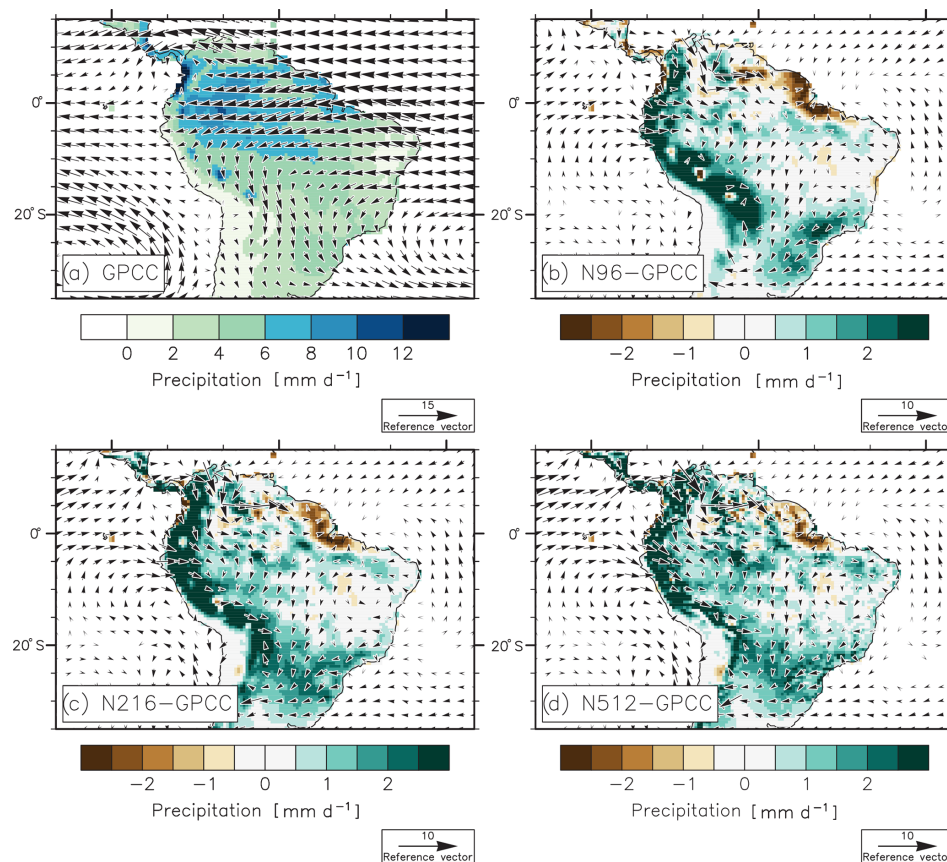 0°
20° S
(a) GPCC
(b) N96−GPCC
0 2 4 6 8 10 12
Precipitation [mm d⁻¹]
15
Reference vector
−2 −1 0 1 2
Precipitation [mm d⁻¹]
10
Reference vector
0°
20° S
(c) N216−GPCC
(d) N512−GPCC
−2 −1 0 1 2
Precipitation [mm d⁻¹]
10
Reference vector
−2 −1 0 1 2
Precipitation [mm d⁻¹]
10
Reference vector
0°
20° S
0°
20° S